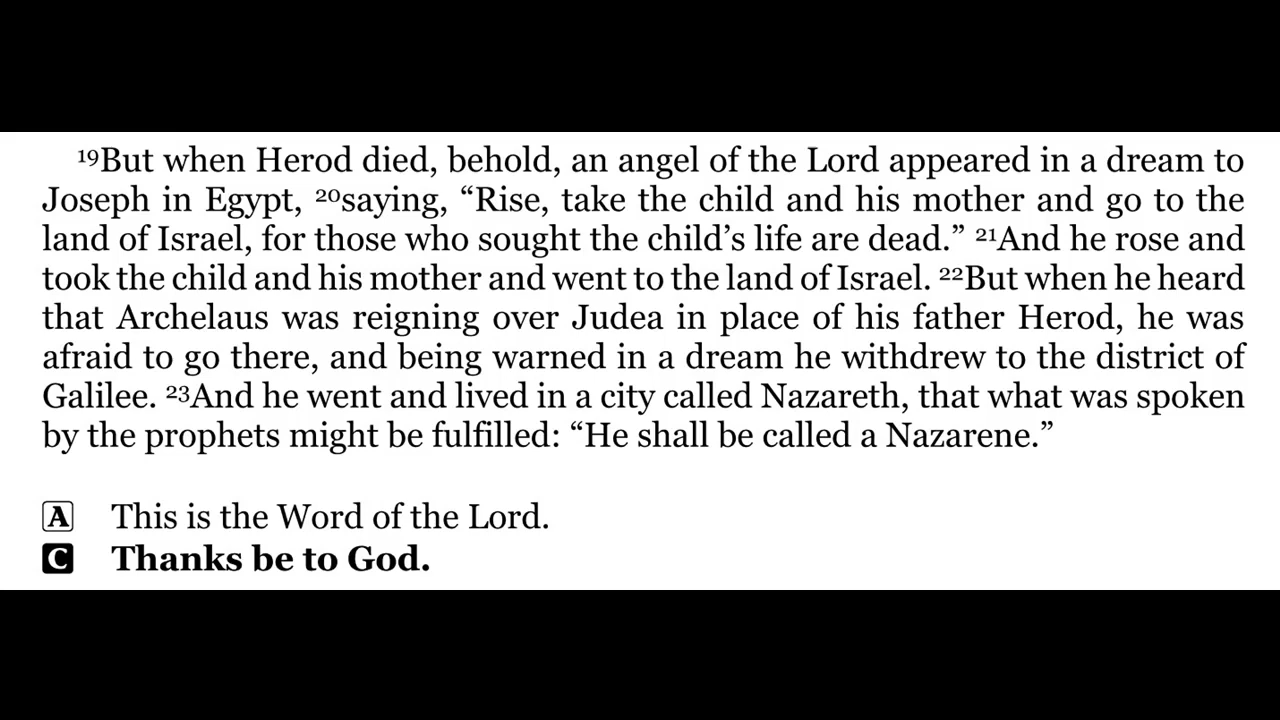 19But when Herod died, behold, an angel of the Lord appeared in a dream to
Joseph in Egypt, 20saying, “Rise, take the child and his mother and go to the
land of Israel, for those who sought the child’s life are dead.” 21And he rose and
took the child and his mother and went to the land of Israel. 22But when he heard
that Archelaus was reigning over Judea in place of his father Herod, he was
afraid to go there, and being warned in a dream he withdrew to the district of
Galilee. 23And he went and lived in a city called Nazareth, that what was spoken
by the prophets might be fulfilled: “He shall be called a Nazarene.”
A This is the Word of the Lord.
C Thanks be to God.